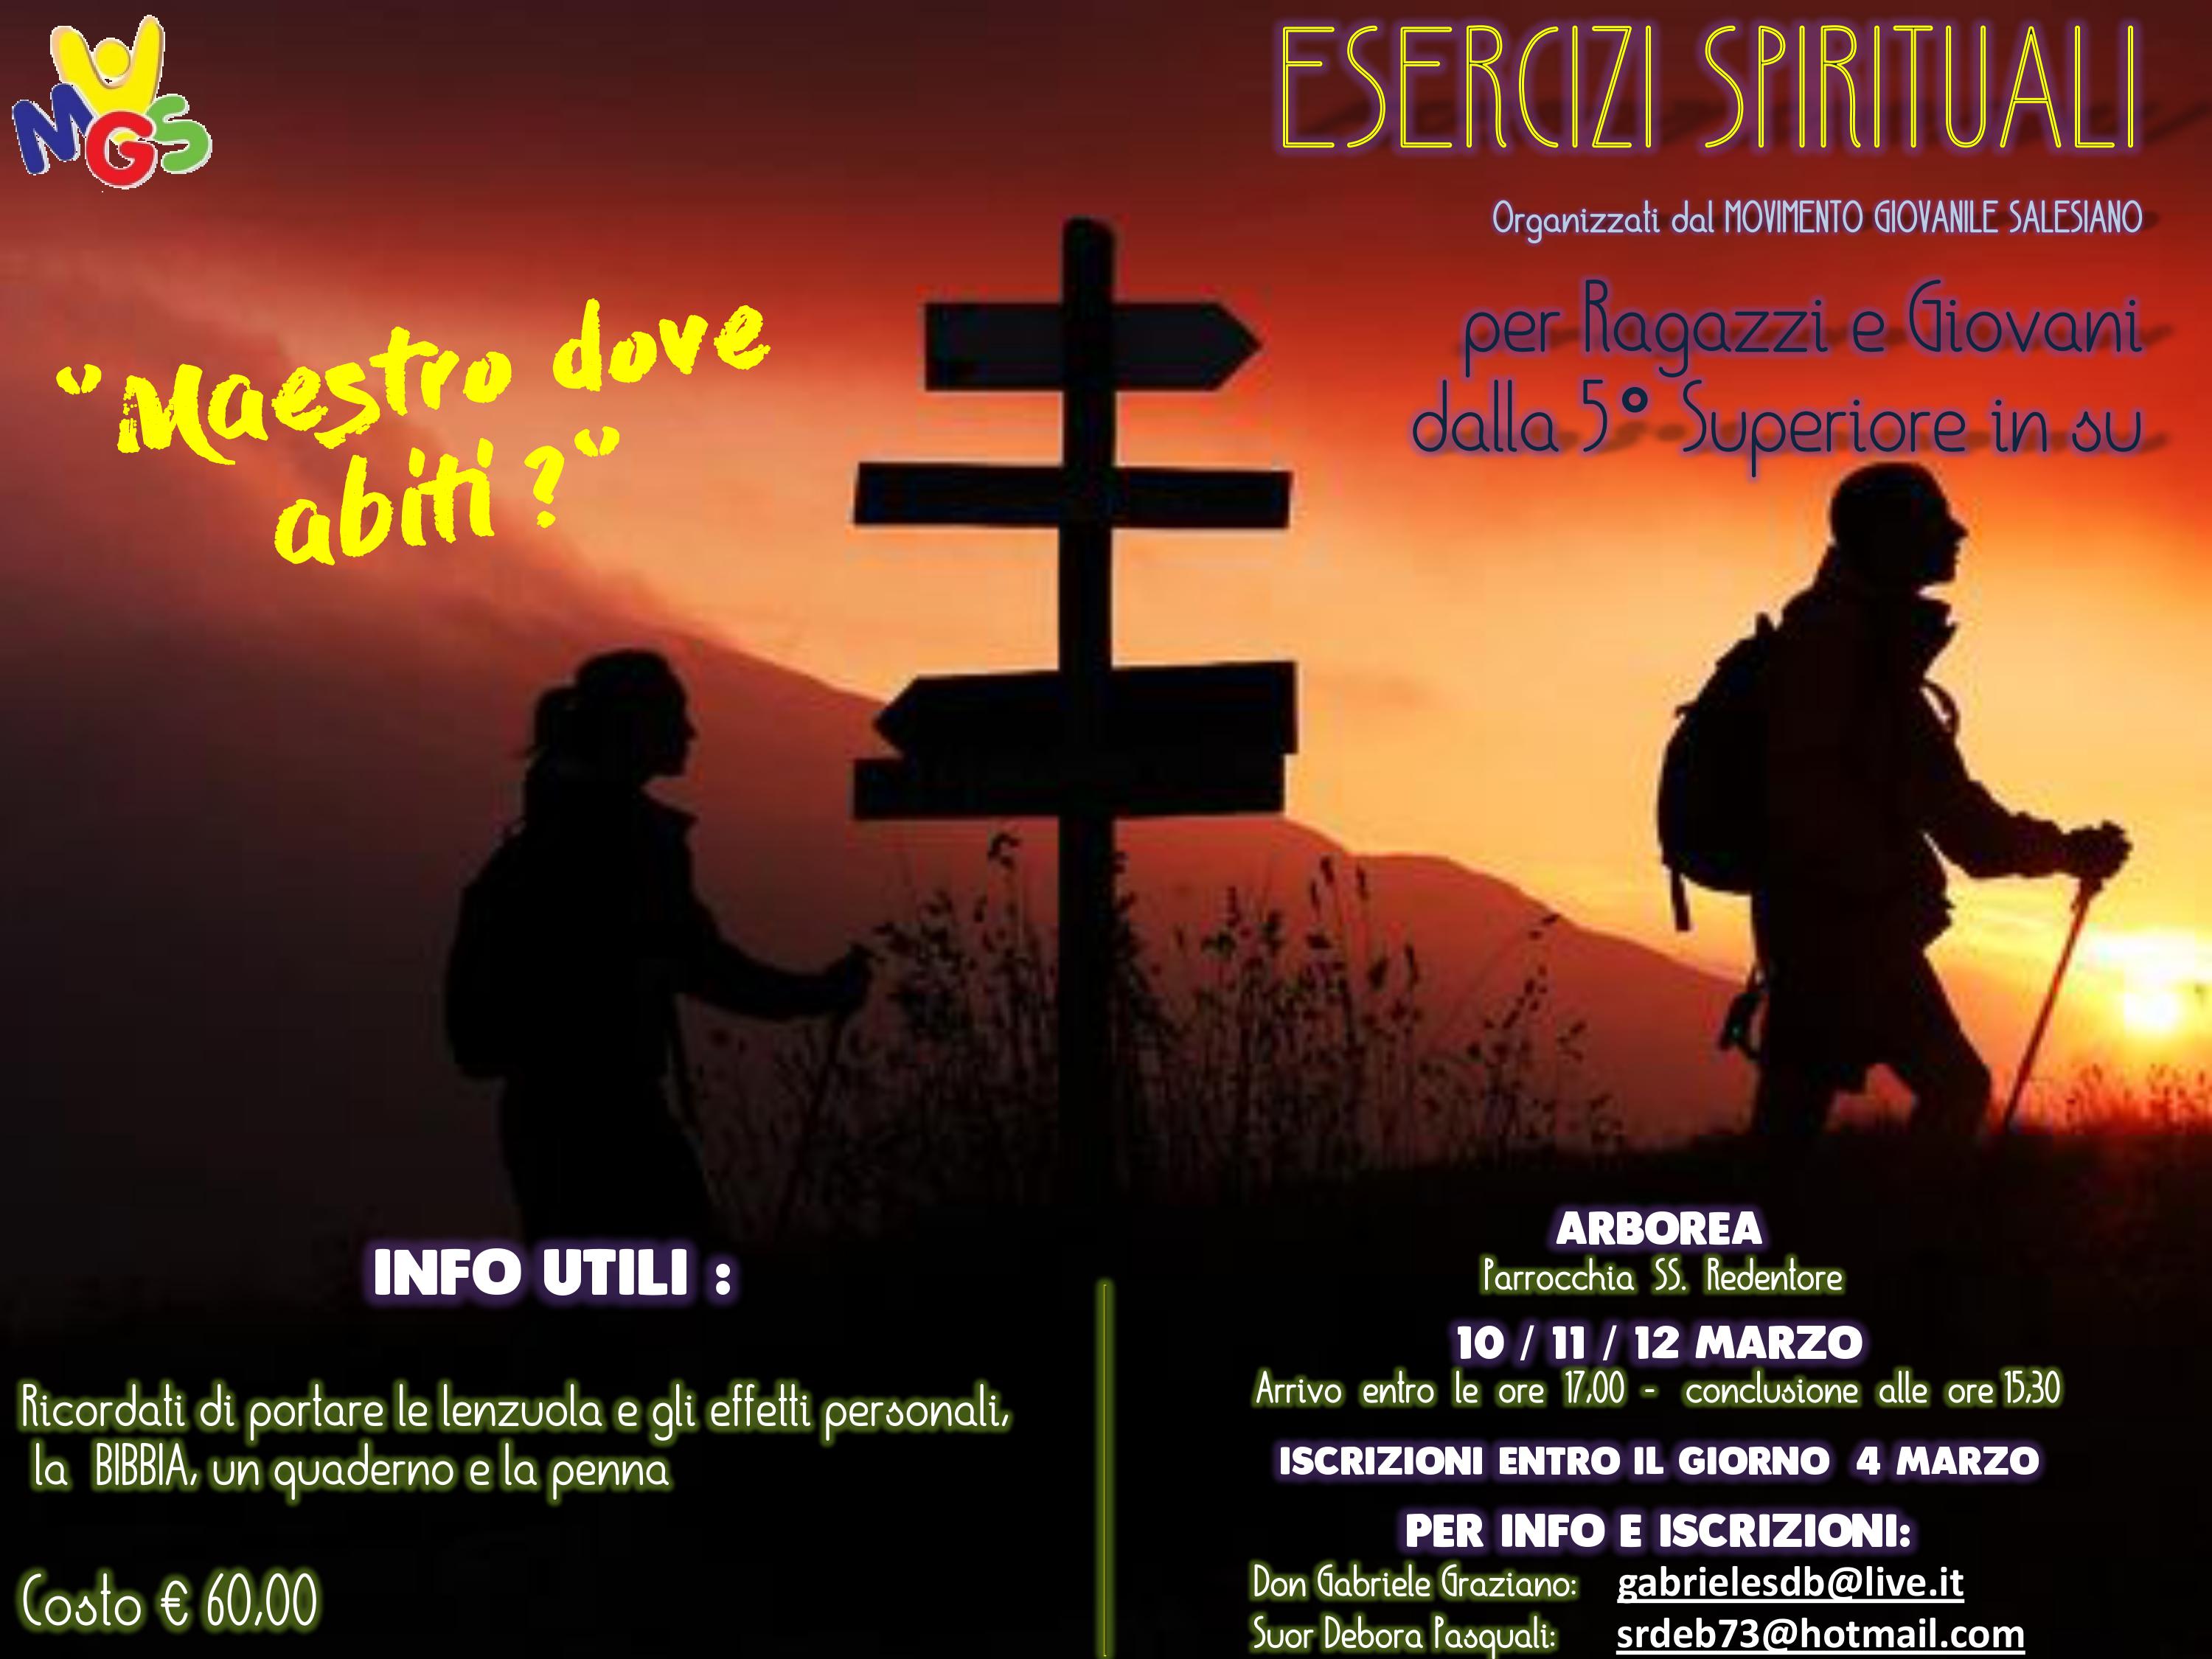 MGS
ESERCIZI SPIRITUALI
Organizzati dal MOVIMENTO GIOVANILE SALESIANO
per Ragazzi e Giovani
dalla 5° Superiore in su
"Maestro dove
abiti ?"
INFO UTILI :
Ricordati di portare le lenzuola e gli effetti personali,
la BIBBIA, un quaderno e la penna
Costo € 60,00
ARBOREA
Parrocchia SS. Redentore
10 / 11 / 12 MARZO
Arrivo entro le ore 17,00 - conclusione alle ore 15,30
ISCRIZIONI ENTRO IL GIORNO 4 MARZO
PER INFO E ISCRIZIONI:
Don Gabriele Graziano: gabrielesdb@live.it
Suor Debora Pasquali: srdeb73@hotmail.com